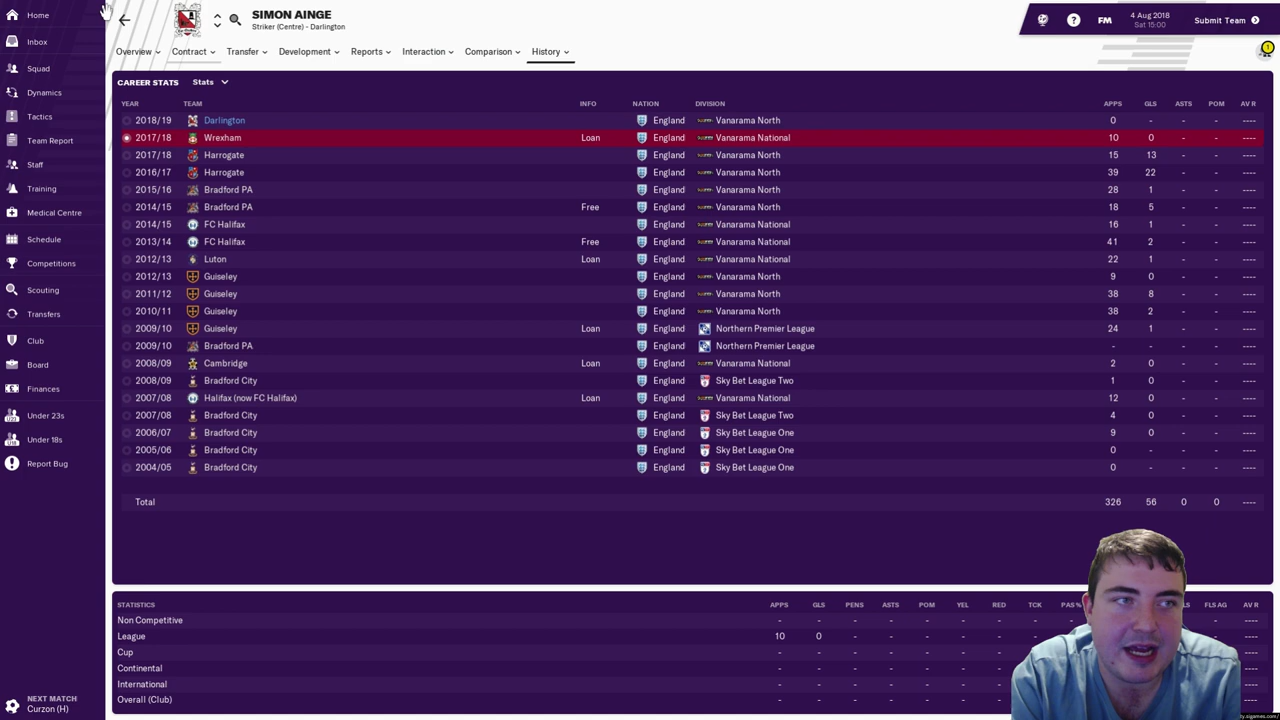 Home
Inbox
Squad
Dynamics
Tactics
Team Report
Staff
Training
Medical Centre
Schedule
Competitions
Scouting
Transfers
Club
Board
Finances
Under 23s
Under 18s
Report Bug
NEXT MATCH
Curzon (H)
SIMON AINGE
Striker (Centre) - Darlington
FM
4 Aug 2018
Sat 15:00
Submit Team
Overview Contract Transfer Development Reports Interaction Comparison History
CAREER STATS Stats
YEAR TEAM INFO NATION DIVISION APPS GLS ASTS POM AV R
2018/19 Darlington England Vanarama North 0 - - - ----
2017/18 Wrexham Loan England Vanarama National 10 0 - - ----
2017/18 Harrogate England Vanarama North 15 13 - - ----
2016/17 Harrogate England Vanarama North 39 22 - - ----
2015/16 Bradford PA England Vanarama North 28 1 - - ----
2014/15 Bradford PA Free England Vanarama North 18 5 - - ----
2014/15 FC Halifax England Vanarama National 16 1 - - ----
2013/14 FC Halifax Free England Vanarama National 41 2 - - ----
2012/13 Luton Loan England Vanarama National 22 1 - - ----
2012/13 Guiseley England Vanarama North 9 0 - - ----
2011/12 Guiseley England Vanarama North 38 8 - - ----
2010/11 Guiseley England Vanarama North 38 2 - - ----
2009/10 Guiseley Loan England Northern Premier League 24 1 - - ----
2009/10 Bradford PA England Northern Premier League - - - - ----
2008/09 Cambridge Loan England Vanarama National 2 0 - - ----
2008/09 Bradford City England Sky Bet League Two 1 0 - - ----
2007/08 Halifax (now FC Halifax) Loan England Vanarama National 12 0 - - ----
2007/08 Bradford City England Sky Bet League Two 4 0 - - ----
2006/07 Bradford City England Sky Bet League One 9 0 - - ----
2005/06 Bradford City England Sky Bet League One 0 - - - ----
2004/05 Bradford City England Sky Bet League One 0 - - - ----
Total 326 56 0 0 ----
STATISTICS APPS GLS PENS ASTS POM YEL RED TCK PAS % FLS AG AV R
Non Competitive - - - - - - - - ----
League 10 0 - - - - - - ----
Cup - - - - - - - ----
Continental - - - - - - - ----
International - - - - - - - ----
Overall (Club) - - - - - - - ----